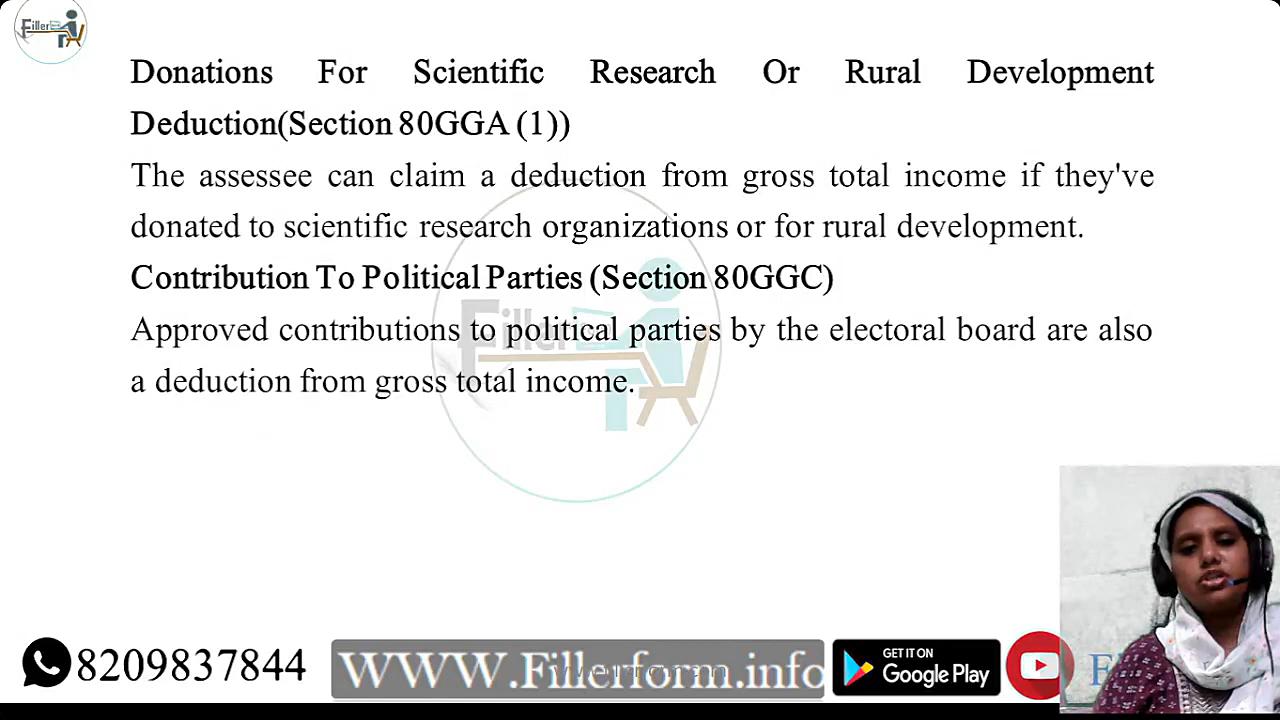 Filler
Donations For Scientific Research Or Rural Development
Deduction(Section 80GGA (1))
The assessee can claim a deduction from gross total income if they've
donated to scientific research organizations or for rural development.
Contribution To Political Parties (Section 80GGC)
Approved contributions to political parties by the electoral board are also
a deduction from gross total income.
Filler
8209837844
WWW.Fillerform.info
GET IT ON
Google Play
F